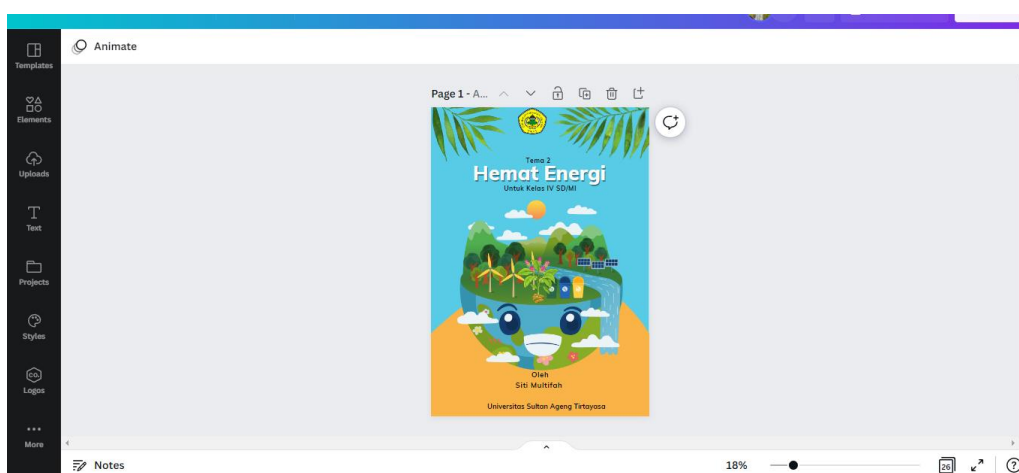 Animate
Templates
Elements
Uploads
Text
Projects
Styles
Logos
CO.
More
Page 1 - A...
Tema 2
Hemat Energi
Untuk Kelas IV SD/MI
Oleh
Siti Multifah
Universitas Sultan Ageng Tirtayasa
Notes
18%
26
?